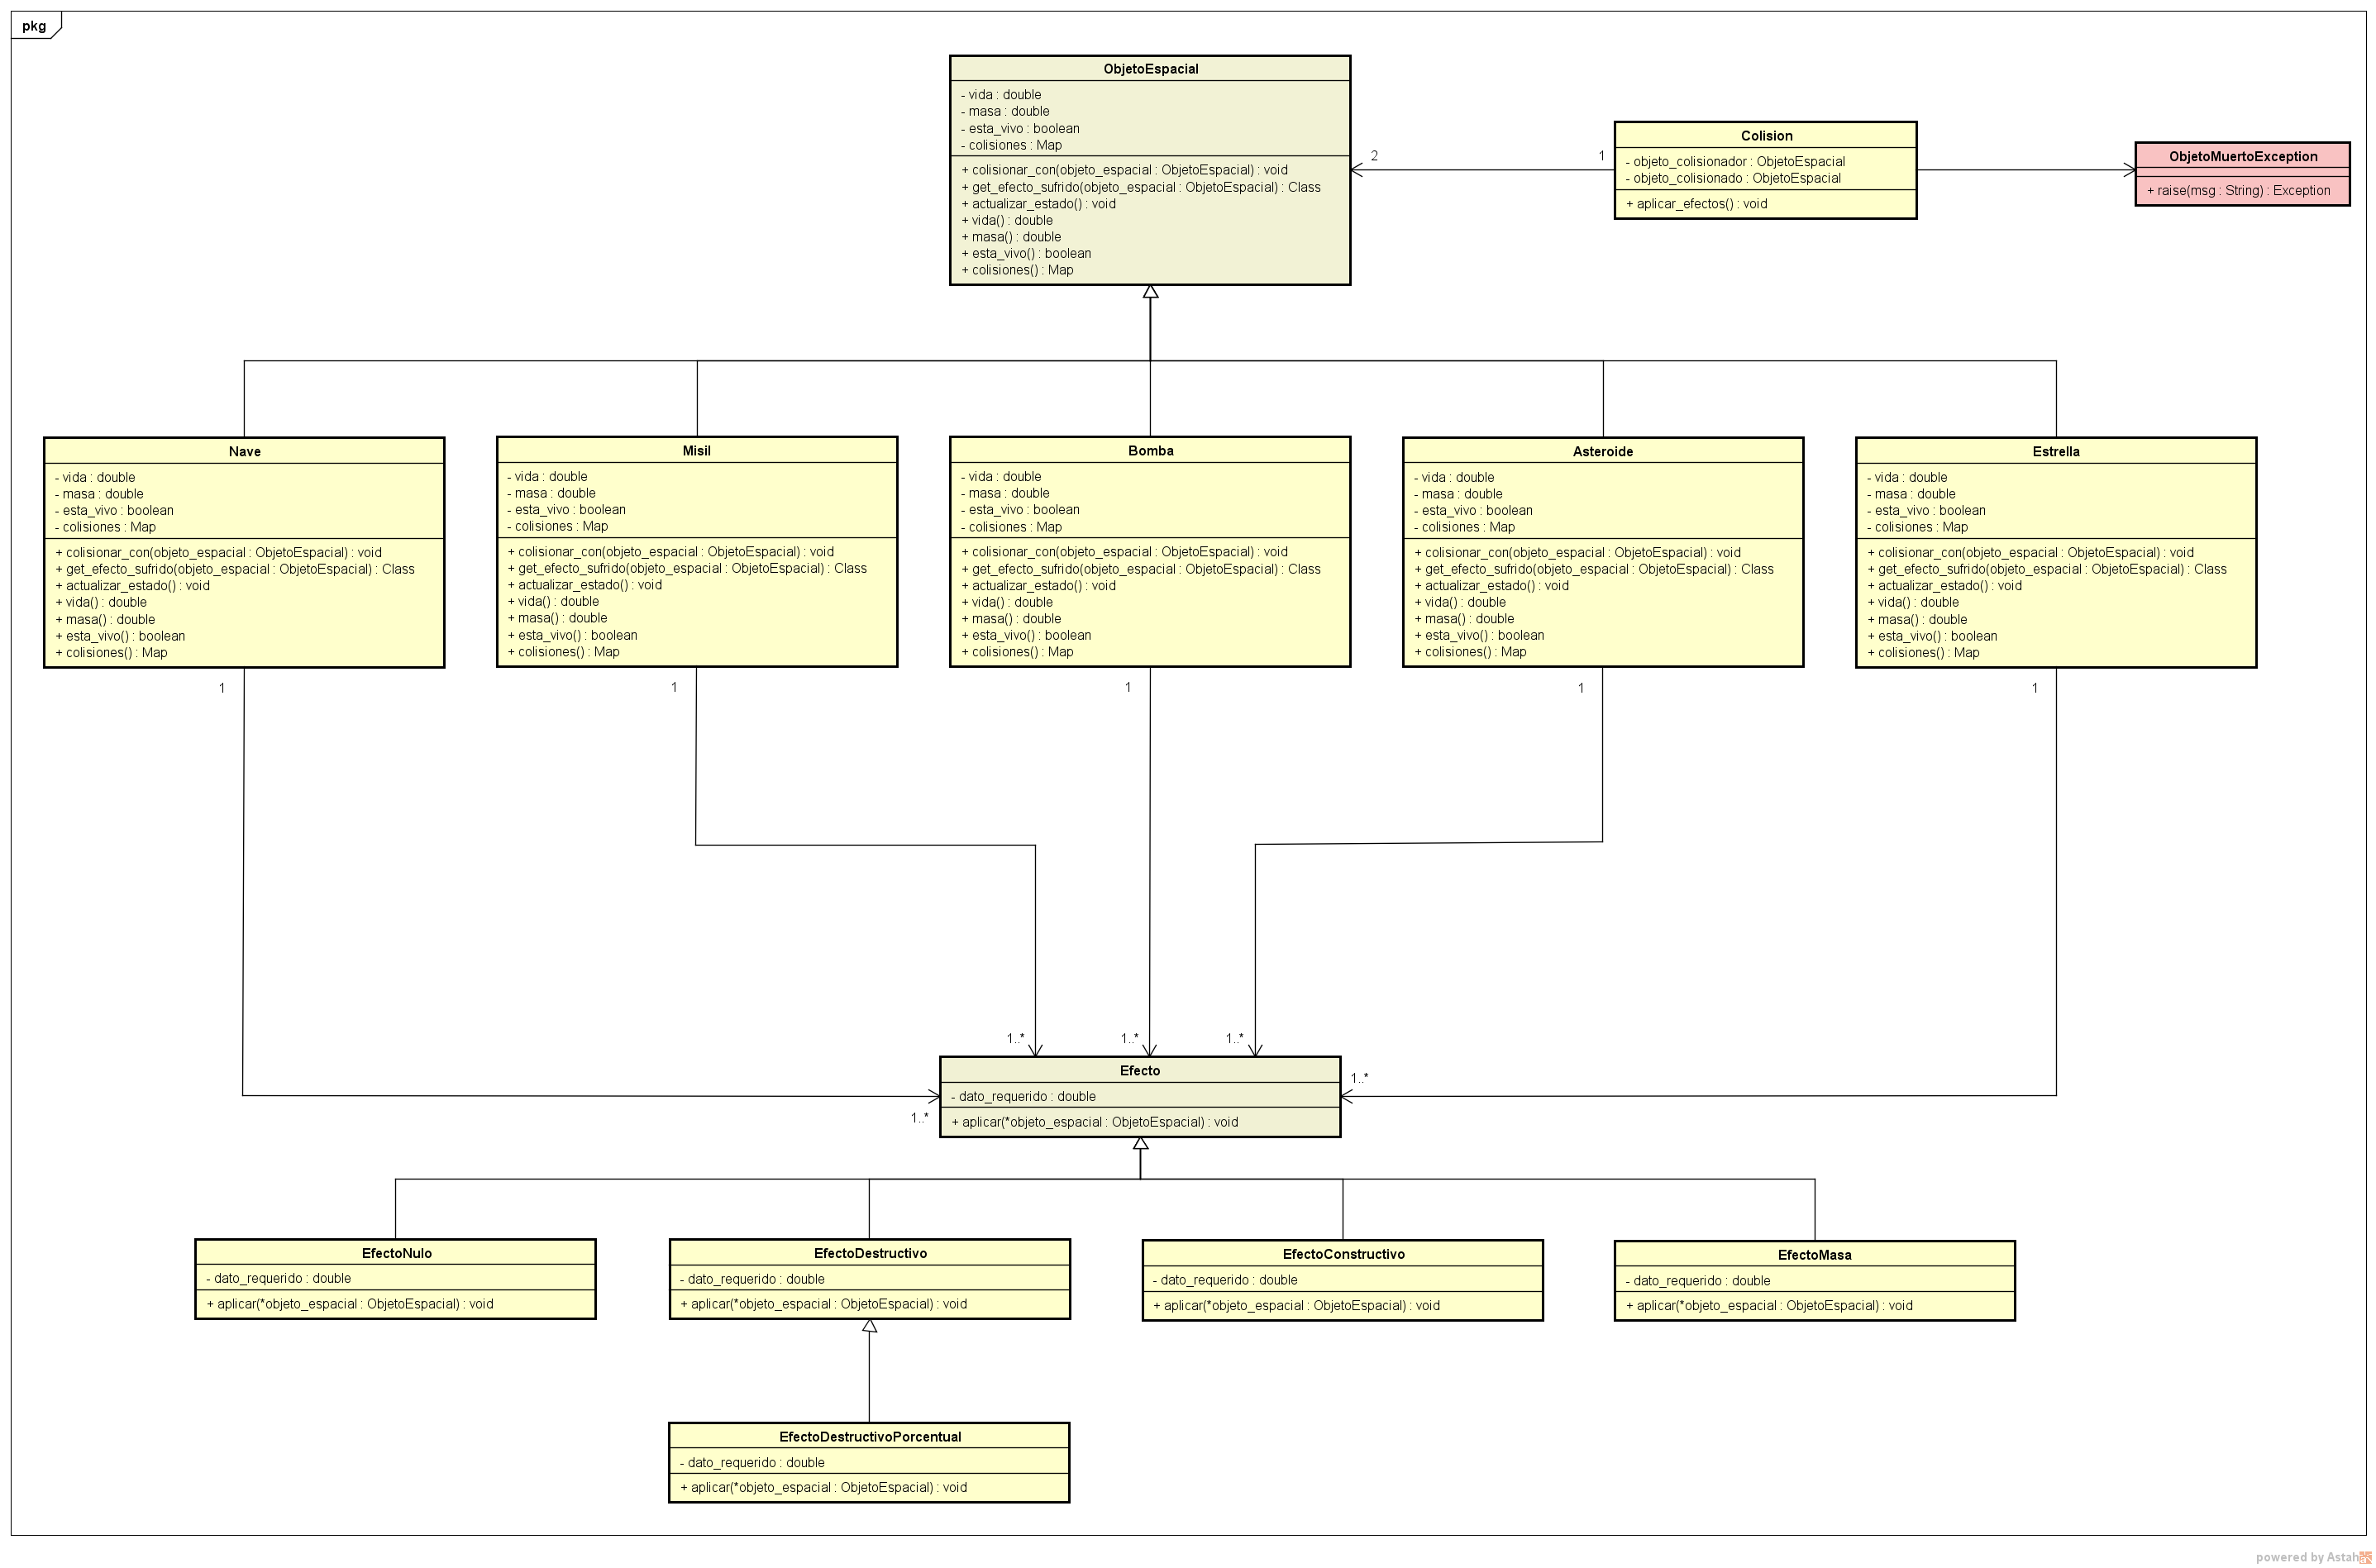 pkg
ObjetoEspacial
- vida : double
- masa : double
- esta_vivo : boolean
- colisiones : Map
+ colisionar_con(objeto_espacial : ObjetoEspacial) : void
+ get_efecto_sufrido(objeto_espacial : ObjetoEspacial) : Class
+ actualizar_estado() : void
+ vida() : double
+ masa() : double
+ esta_vivo() : boolean
+ colisiones() : Map
2
1
Colision
- objeto_colisionador : ObjetoEspacial
- objeto_colisionado : ObjetoEspacial
+ aplicar_efectos() : void
ObjetoMuertoException
+ raise(msg : String) : Exception
Nave
- vida : double
- masa : double
- esta_vivo : boolean
- colisiones : Map
+ colisionar_con(objeto_espacial : ObjetoEspacial) : void
+ get_efecto_sufrido(objeto_espacial : ObjetoEspacial) : Class
+ actualizar_estado() : void
+ vida() : double
+ masa() : double
+ esta_vivo() : boolean
+ colisiones() : Map
1
Misil
- vida : double
- masa : double
- esta_vivo : boolean
- colisiones : Map
+ colisionar_con(objeto_espacial : ObjetoEspacial) : void
+ get_efecto_sufrido(objeto_espacial : ObjetoEspacial) : Class
+ actualizar_estado() : void
+ vida() : double
+ masa() : double
+ esta_vivo() : boolean
+ colisiones() : Map
1
Bomba
- vida : double
- masa : double
- esta_vivo : boolean
- colisiones : Map
+ colisionar_con(objeto_espacial : ObjetoEspacial) : void
+ get_efecto_sufrido(objeto_espacial : ObjetoEspacial) : Class
+ actualizar_estado() : void
+ vida() : double
+ masa() : double
+ esta_vivo() : boolean
+ colisiones() : Map
1
Asteroide
- vida : double
- masa : double
- esta_vivo : boolean
- colisiones : Map
+ colisionar_con(objeto_espacial : ObjetoEspacial) : void
+ get_efecto_sufrido(objeto_espacial : ObjetoEspacial) : Class
+ actualizar_estado() : void
+ vida() : double
+ masa() : double
+ esta_vivo() : boolean
+ colisiones() : Map
1
Estrella
- vida : double
- masa : double
- esta_vivo : boolean
- colisiones : Map
+ colisionar_con(objeto_espacial : ObjetoEspacial) : void
+ get_efecto_sufrido(objeto_espacial : ObjetoEspacial) : Class
+ actualizar_estado() : void
+ vida() : double
+ masa() : double
+ esta_vivo() : boolean
+ colisiones() : Map
1
1..*
1..*
1..*
1..*
1..*
Efecto
- dato_requerido : double
+ aplicar(*objeto_espacial : ObjetoEspacial) : void
EfectoNulo
- dato_requerido : double
+ aplicar(*objeto_espacial : ObjetoEspacial) : void
EfectoDestructivo
- dato_requerido : double
+ aplicar(*objeto_espacial : ObjetoEspacial) : void
EfectoConstructivo
- dato_requerido : double
+ aplicar(*objeto_espacial : ObjetoEspacial) : void
EfectoMasa
- dato_requerido : double
+ aplicar(*objeto_espacial : ObjetoEspacial) : void
EfectoDestructivoPorcentual
- dato_requerido : double
+ aplicar(*objeto_espacial : ObjetoEspacial) : void
powered by Astah